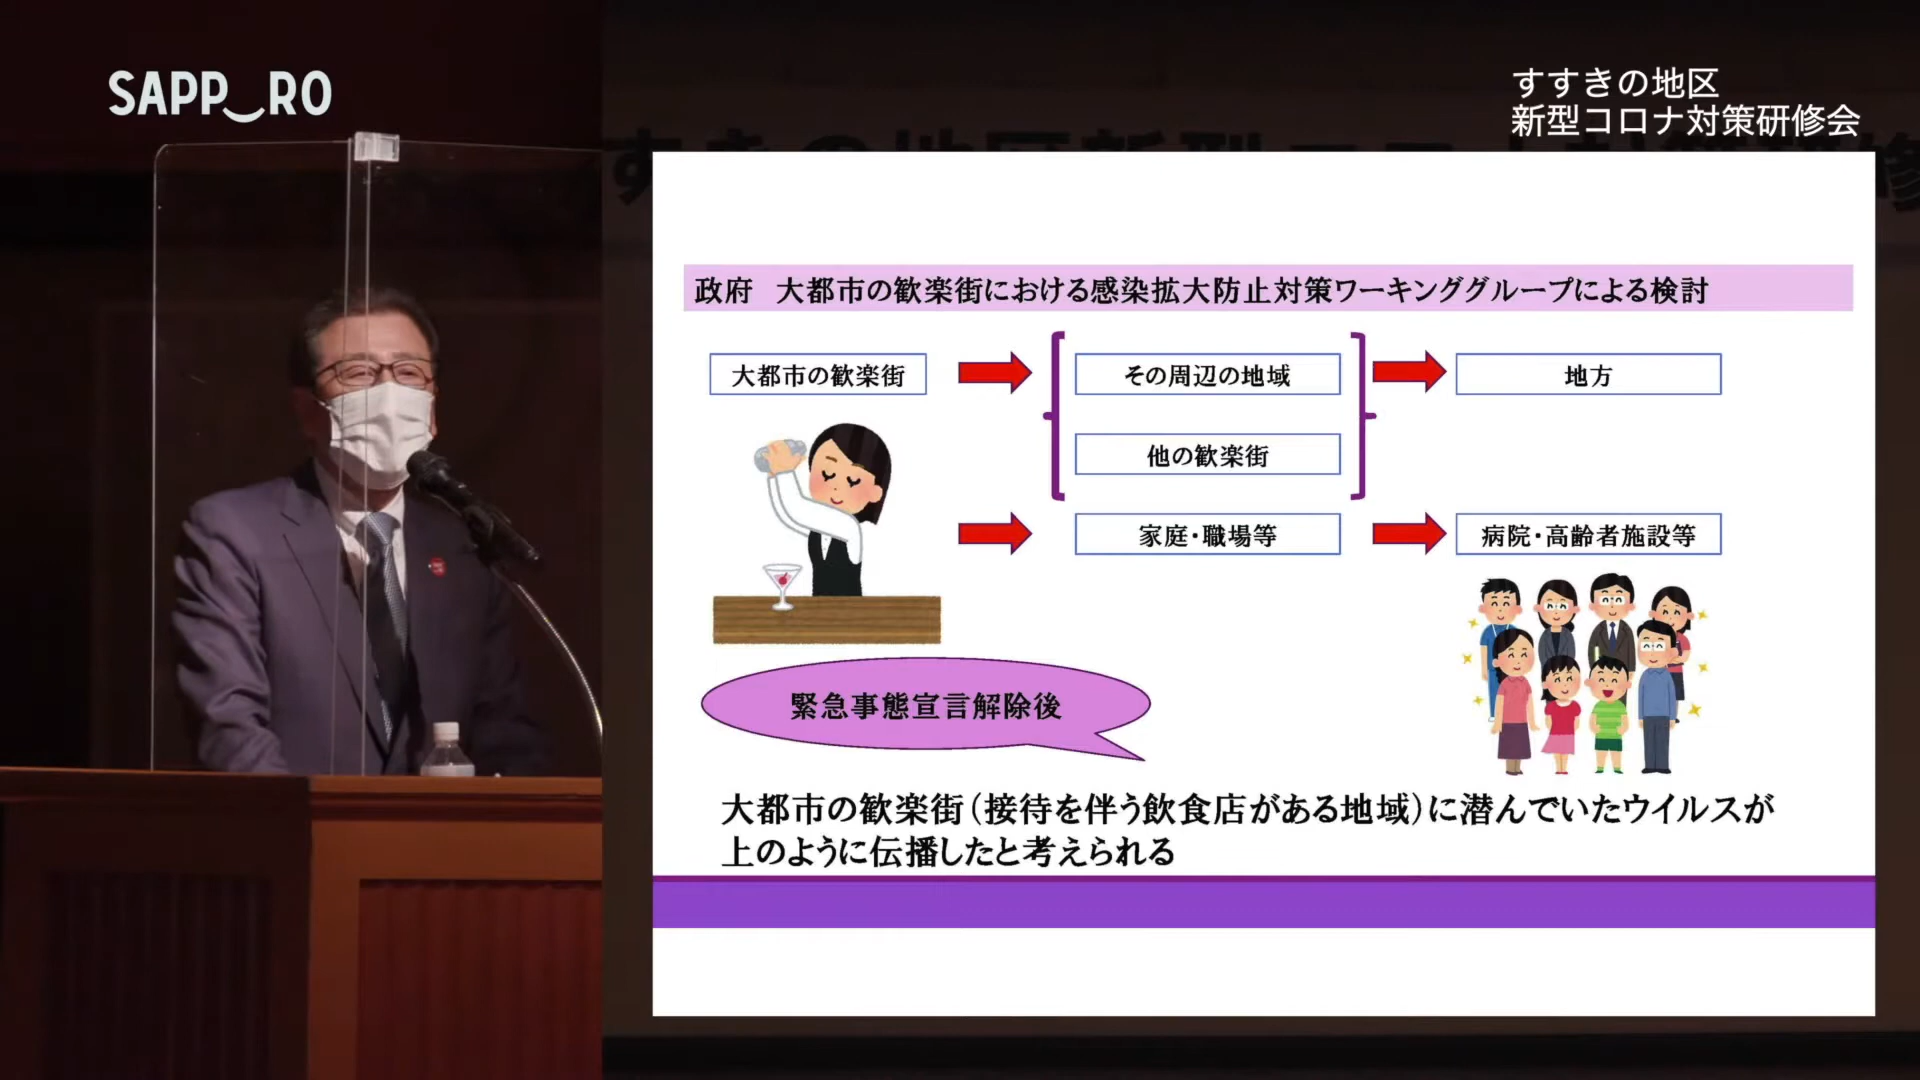 SAPP_RO
すすきの地区
新型コロナ対策研修会
政府　大都市の歓楽街における感染拡大防止対策ワーキンググループによる検討
大都市の歓楽街
その周辺の地域
地方
他の歓楽街
家庭・職場等
病院・高齢者施設等
緊急事態宣言解除後
大都市の歓楽街（接待を伴う飲食店がある地域）に潜んでいたウイルスが
上のように伝播したと考えられる